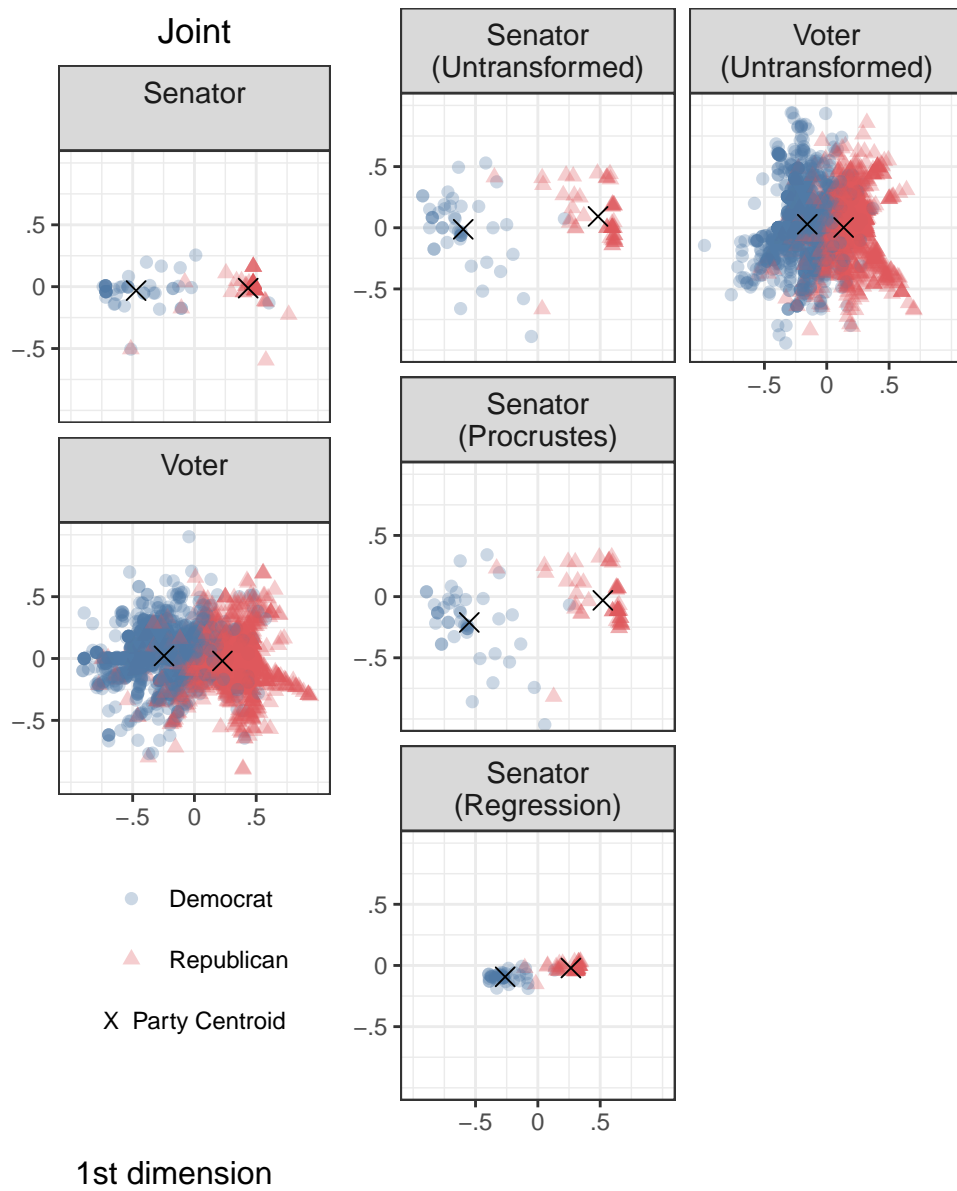 Joint
Senator
.5
0
−.5
Voter
.5
0
−.5
−.5 0 .5
Democrat
Republican
X Party Centroid
1st dimension
Senator
(Untransformed)
.5
0
−.5
Senator
(Procrustes)
.5
0
−.5
Senator
(Regression)
.5
0
−.5
−.5 0 .5
Voter
(Untransformed)
−.5 0 .5